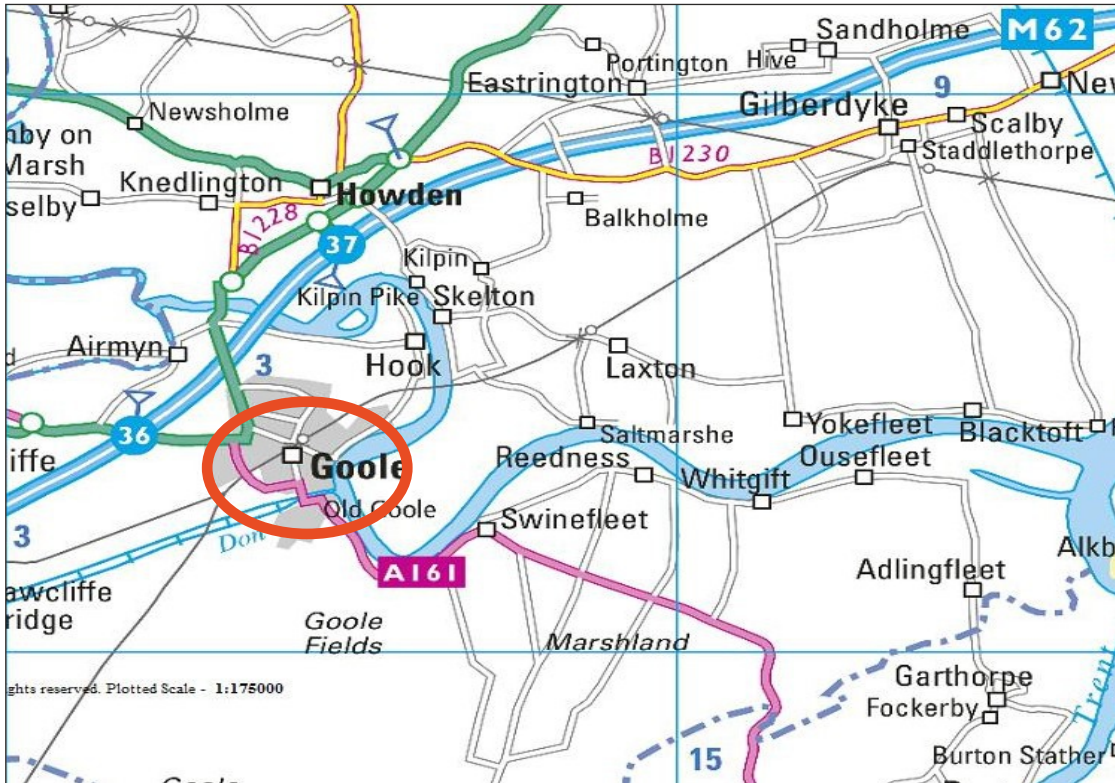 M62
Sandholme
Hive
Portington
Eastrington
9
Gilberdyke
Scalby
Staddlethorpe
Newsholme
by on
Marsh
selby
Knedlington
Howden
B1230
B1228
Balkholme
37
Kilpin
Kilpin Pike
Skelton
Airmyn
3
Hook
Laxton
36
Goole
Old Goole
Saltmarshe
Yokefleet
Blacktoft
Reedness
Whitgift
Ousefleet
Swinefleet
3
Don
A161
Adlingfleet
Alkb
awcliffe
ridge
Goole
Fields
Marshland
ghts reserved. Plotted Scale - 1:175000
Garthorpe
Fockerby
Trent
15
Burton Stather